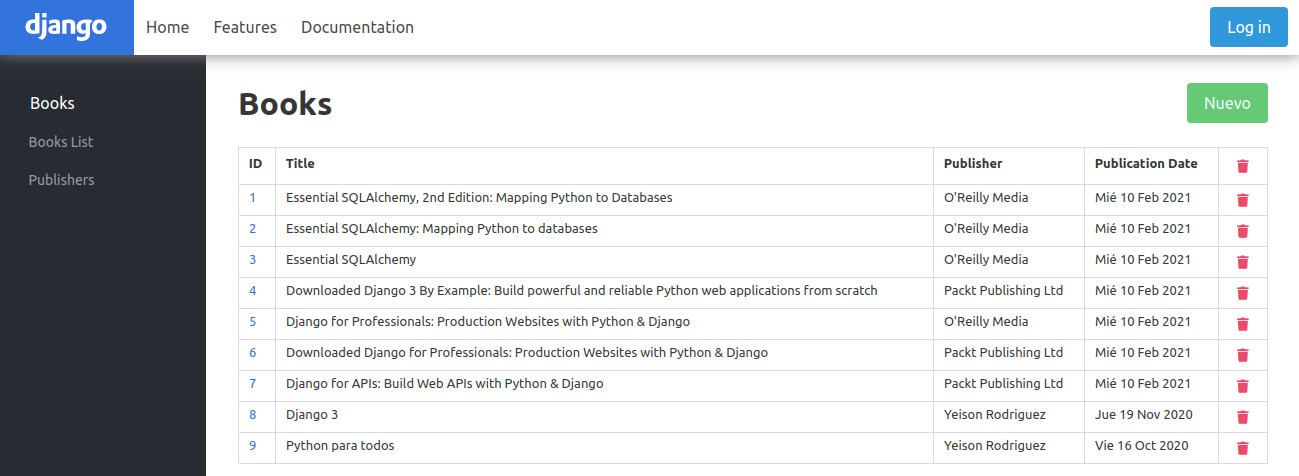 django Home Features Documentation Log in
Books
Books List
Publishers
Books Nuevo
ID Title Publisher Publication Date
1 Essential SQLAlchemy, 2nd Edition: Mapping Python to Databases O'Reilly Media Mié 10 Feb 2021
2 Essential SQLAlchemy: Mapping Python to databases O'Reilly Media Mié 10 Feb 2021
3 Essential SQLAlchemy O'Reilly Media Mié 10 Feb 2021
4 Downloaded Django 3 By Example: Build powerful and reliable Python web applications from scratch Packt Publishing Ltd Mié 10 Feb 2021
5 Django for Professionals: Production Websites with Python & Django O'Reilly Media Mié 10 Feb 2021
6 Downloaded Django for Professionals: Production Websites with Python & Django Packt Publishing Ltd Mié 10 Feb 2021
7 Django for APIs: Build Web APIs with Python & Django Packt Publishing Ltd Mié 10 Feb 2021
8 Django 3 Yeison Rodriguez Jue 19 Nov 2020
9 Python para todos Yeison Rodriguez Vie 16 Oct 2020